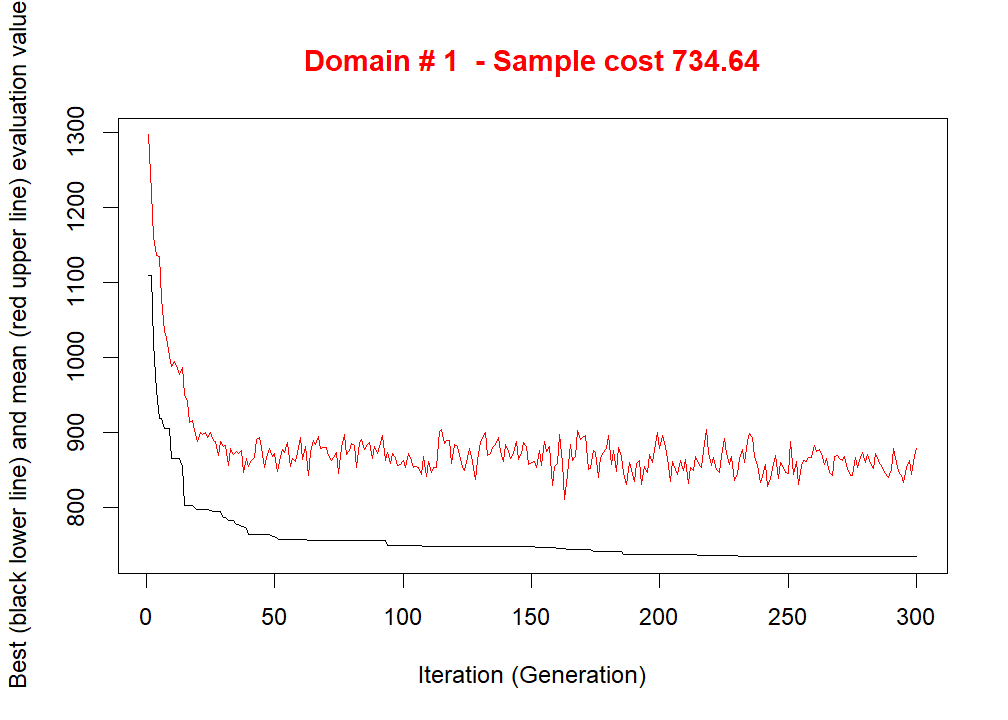 Domain # 1  - Sample cost 734.64
Best (black lower line) and mean (red upper line) evaluation value
1300
1200
1100
1000
900
800
0 50 100 150 200 250 300
Iteration (Generation)